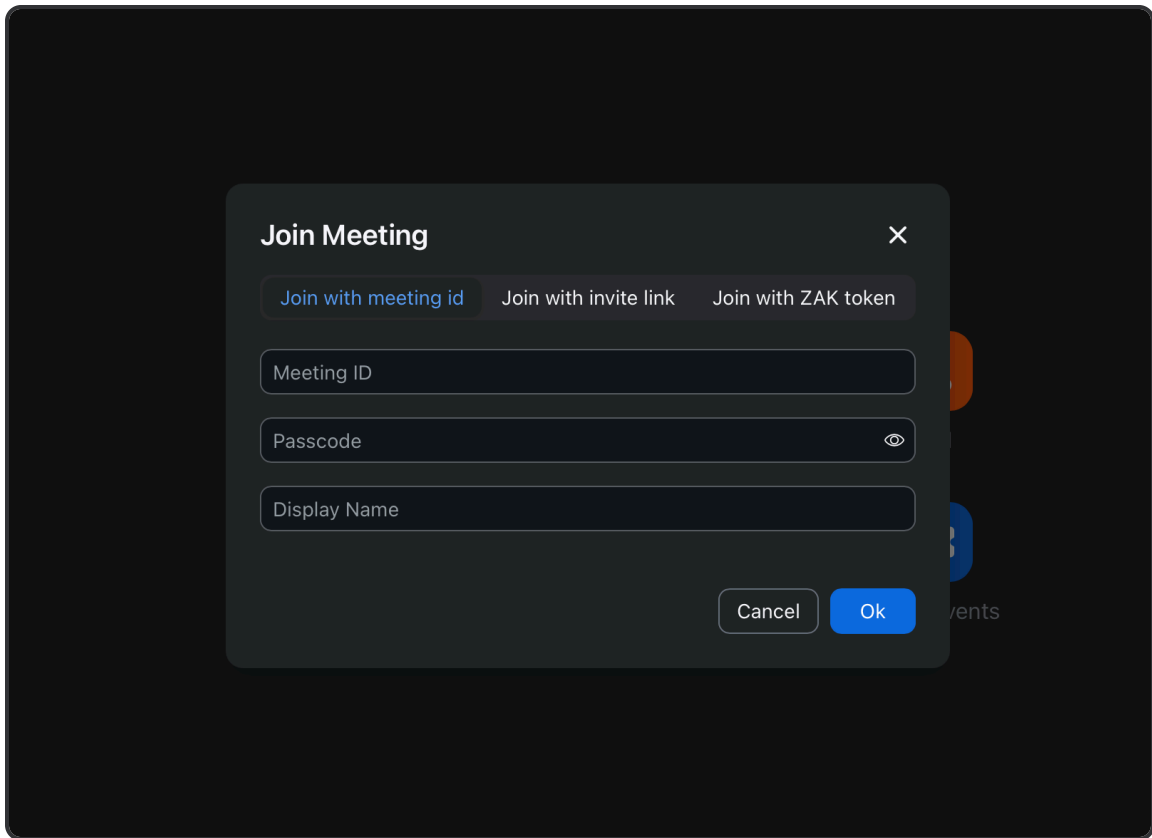 Join Meeting
Join with meeting id Join with invite link Join with ZAK token
Meeting ID
Passcode
Display Name
Cancel Ok